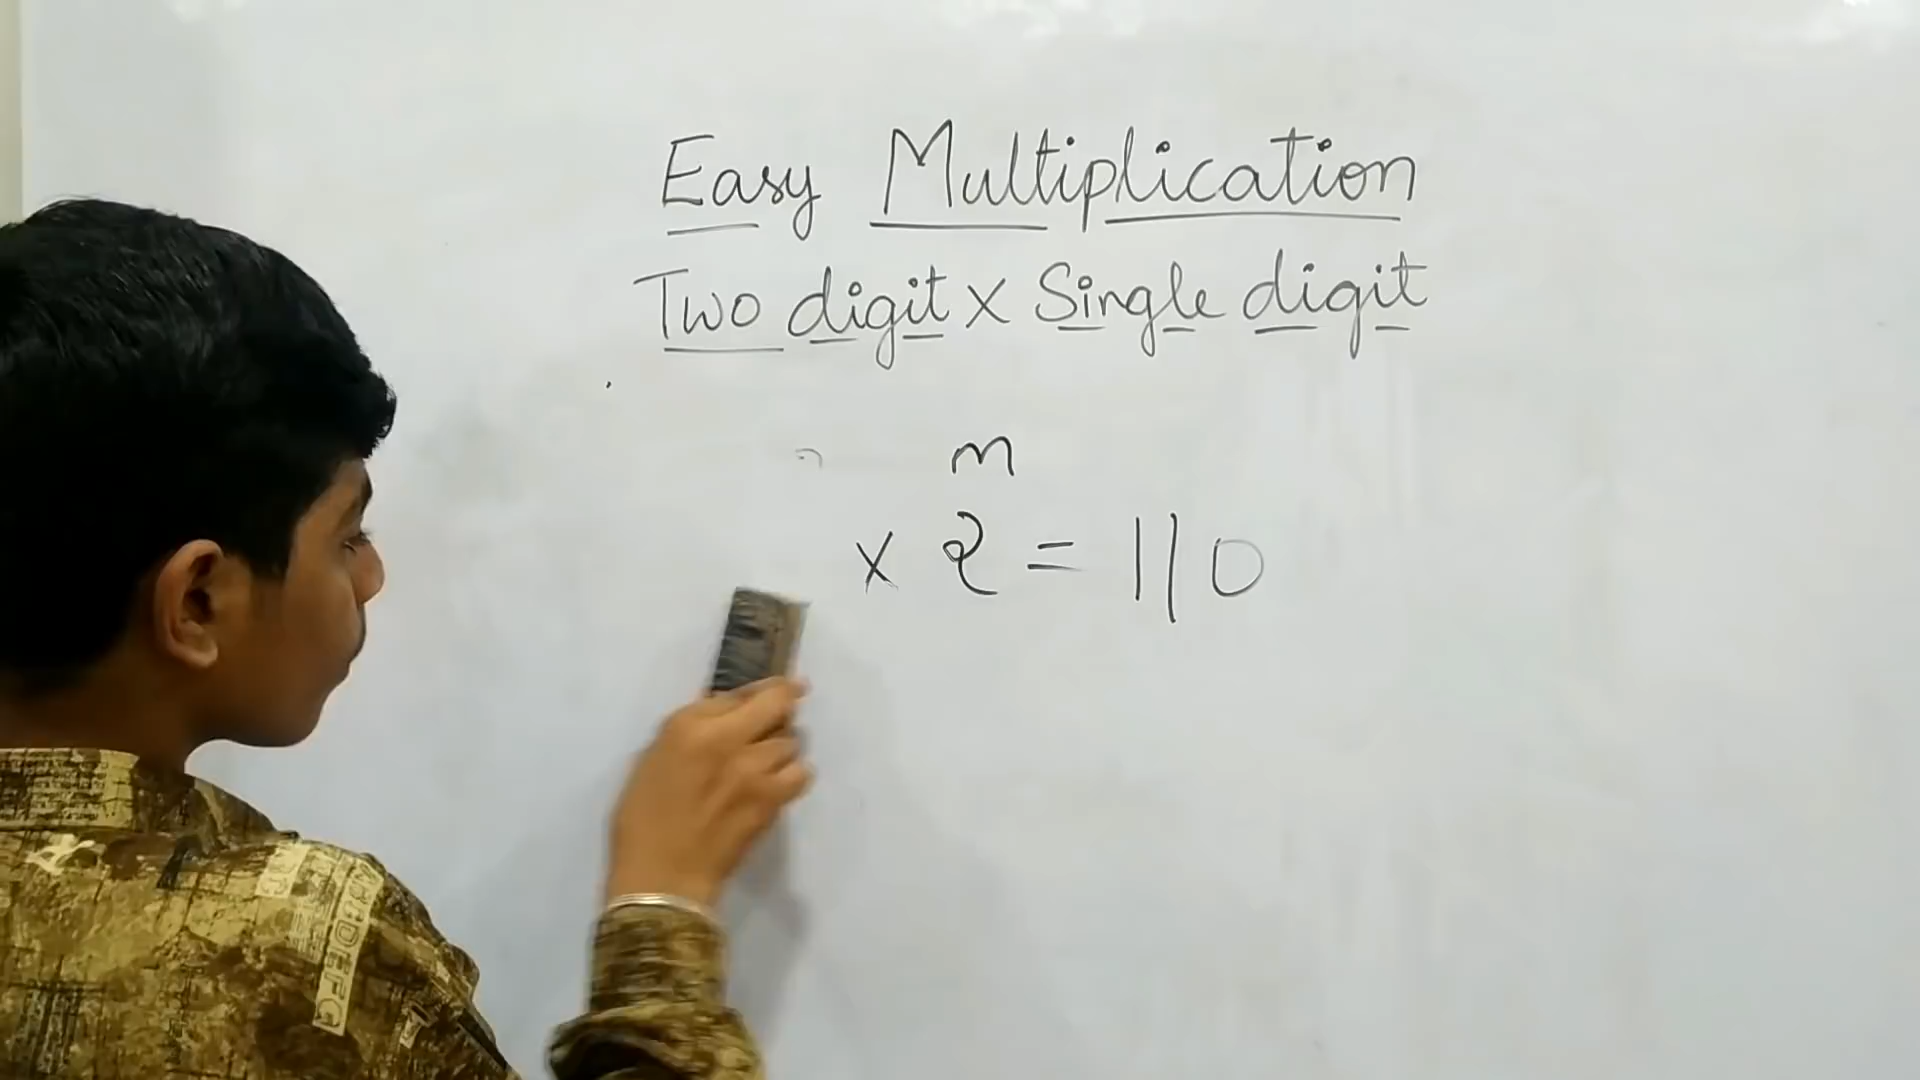 Easy Multiplication
Two digit x Single digit
m
x 2 = 110